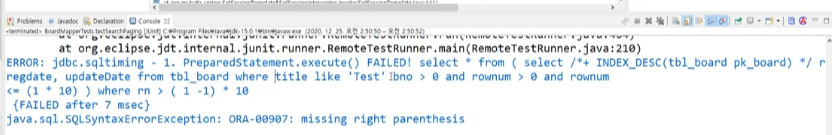 Problems @ Javadoc Declaration Console
<terminated> BoardMapperTests.testSearchPaging [JUnit] C:\Program Files\Java\jdk-15.0.1\bin\javaw.exe (2020. 12. 25. 오전 2:50:50 – 오전 2:50:52)
at org.eclipse.jdt.internal.junit.runner.RemoteTestRunner.main(RemoteTestRunner.java:210)
ERROR: jdbc.sqltiming - 1. PreparedStatement.execute() FAILED! select * from ( select /*+ INDEX_DESC(tbl_board pk_board) */ r
regdate, updateDate from tbl_board where title like 'Test' bno > 0 and rownum > 0 and rownum
<= (1 * 10) ) where rn > ( 1 -1) * 10
{FAILED after 7 msec}
java.sql.SQLSyntaxErrorException: ORA-00907: missing right parenthesis